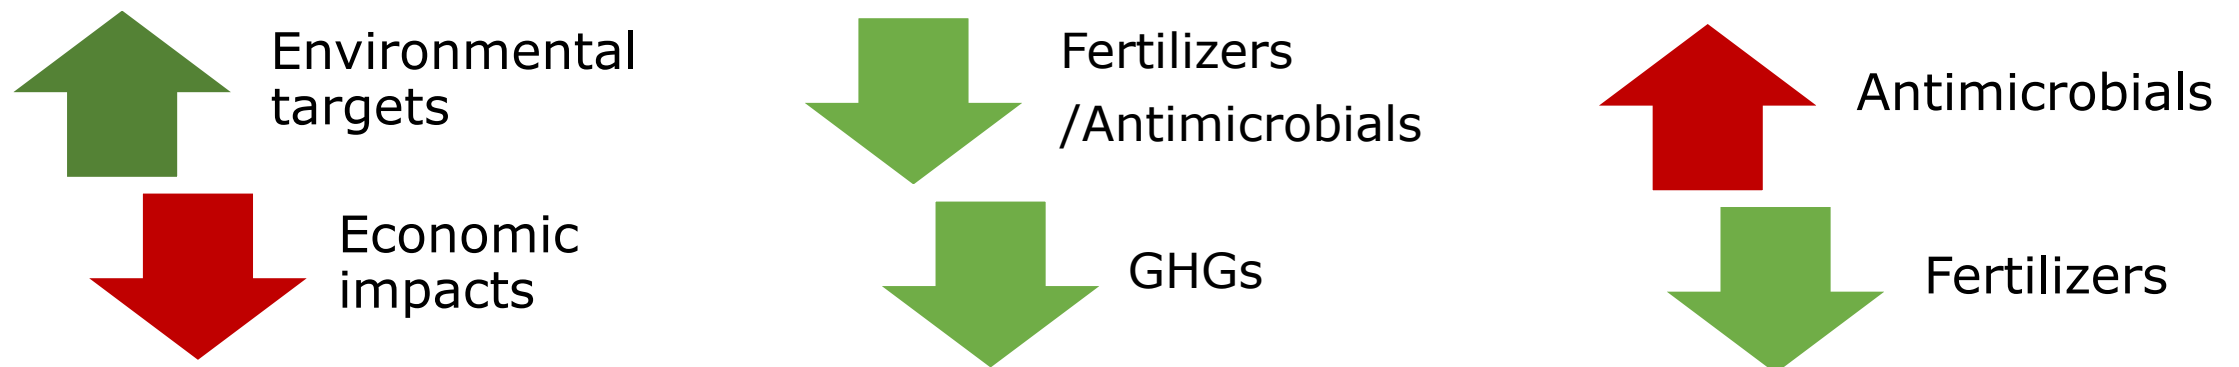 Environmental
targets
Economic
impacts
Fertilizers
/Antimicrobials
GHGs
Antimicrobials
Fertilizers